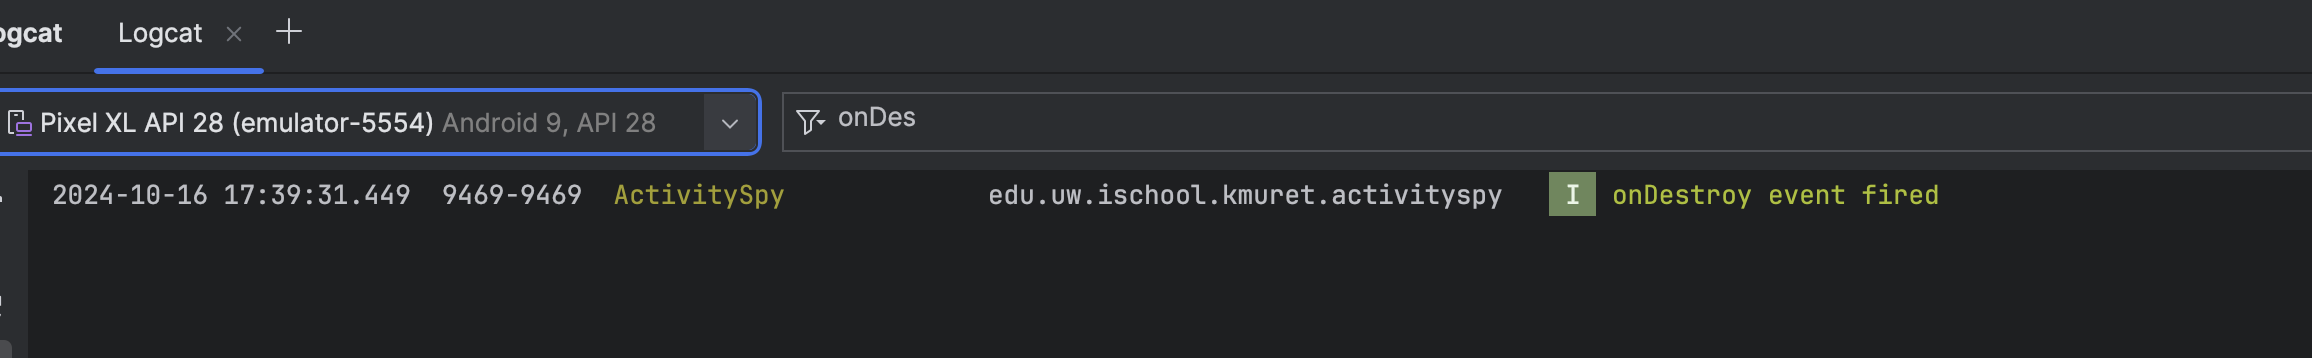 ogcat Logcat
Pixel XL API 28 (emulator-5554) Android 9, API 28 onDes
2024-10-16 17:39:31.449 9469-9469 ActivitySpy edu.uw.ischool.kmuret.activityspy I onDestroy event fired